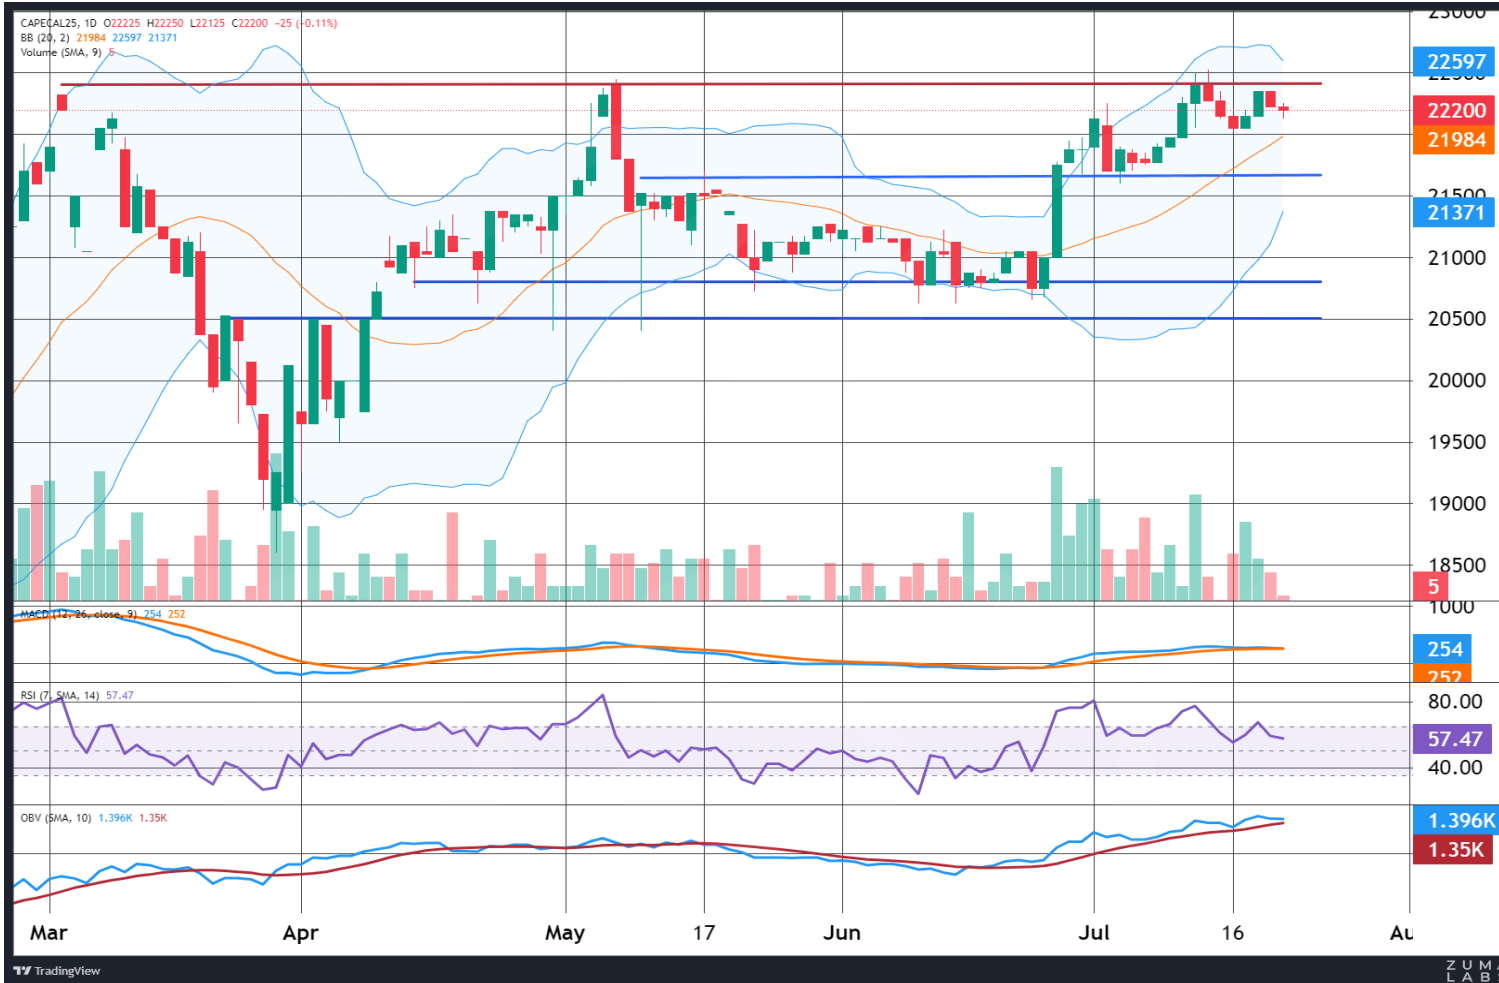 CAPECAL25, 1D O22225 H22250 L22125 C22200 −25 (−0.11%)
BB (20, 2) 21984 22597 21371
Volume (SMA, 9) 5
23000
22597
22500
22200
21984
21500
21371
21000
20500
20000
19500
19000
18500
5
MACD (12, 26, close, 9) 254 252
1000
254
252
RSI (7, SMA, 14) 57.47
80.00
57.47
40.00
OBV (SMA, 10) 1.396K 1.35K
1.396K
1.35K
Mar Apr May 17 Jun Jul 16 Au
TradingView
ZUMA
LABS